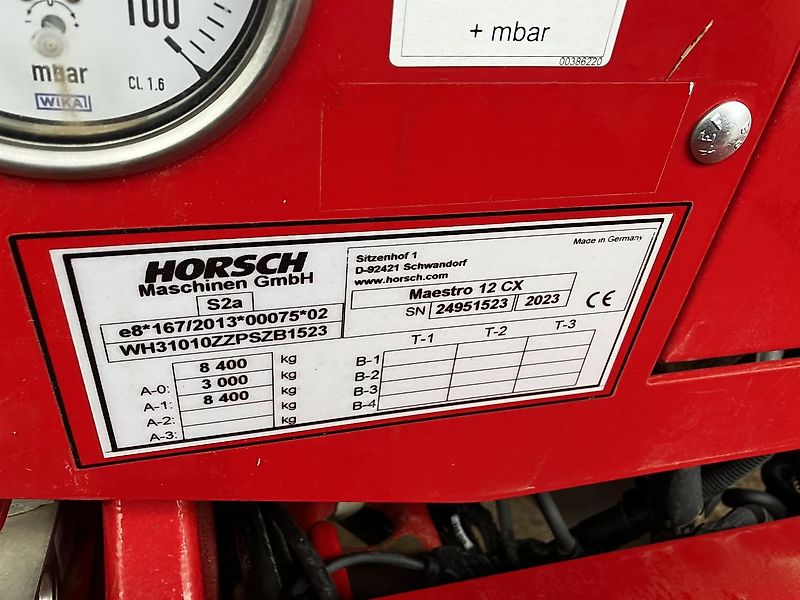 100
mbar
CL 1.6
WIKA
+ mbar
00386220
HORSCH
Maschinen GmbH
Sitzenhof 1
D-92421 Schwandorf
www.horsch.com
Made in Germany
S2a
Maestro 12 CX
e8*167/2013*00075*02
SN 24951523 2023 CE
WH31010ZZPSZB1523
T-1 T-2 T-3
8 400 kg
A-0: 3 000 kg
A-1: 8 400 kg
A-2: kg
A-3:
B-1
B-2
B-3
B-4